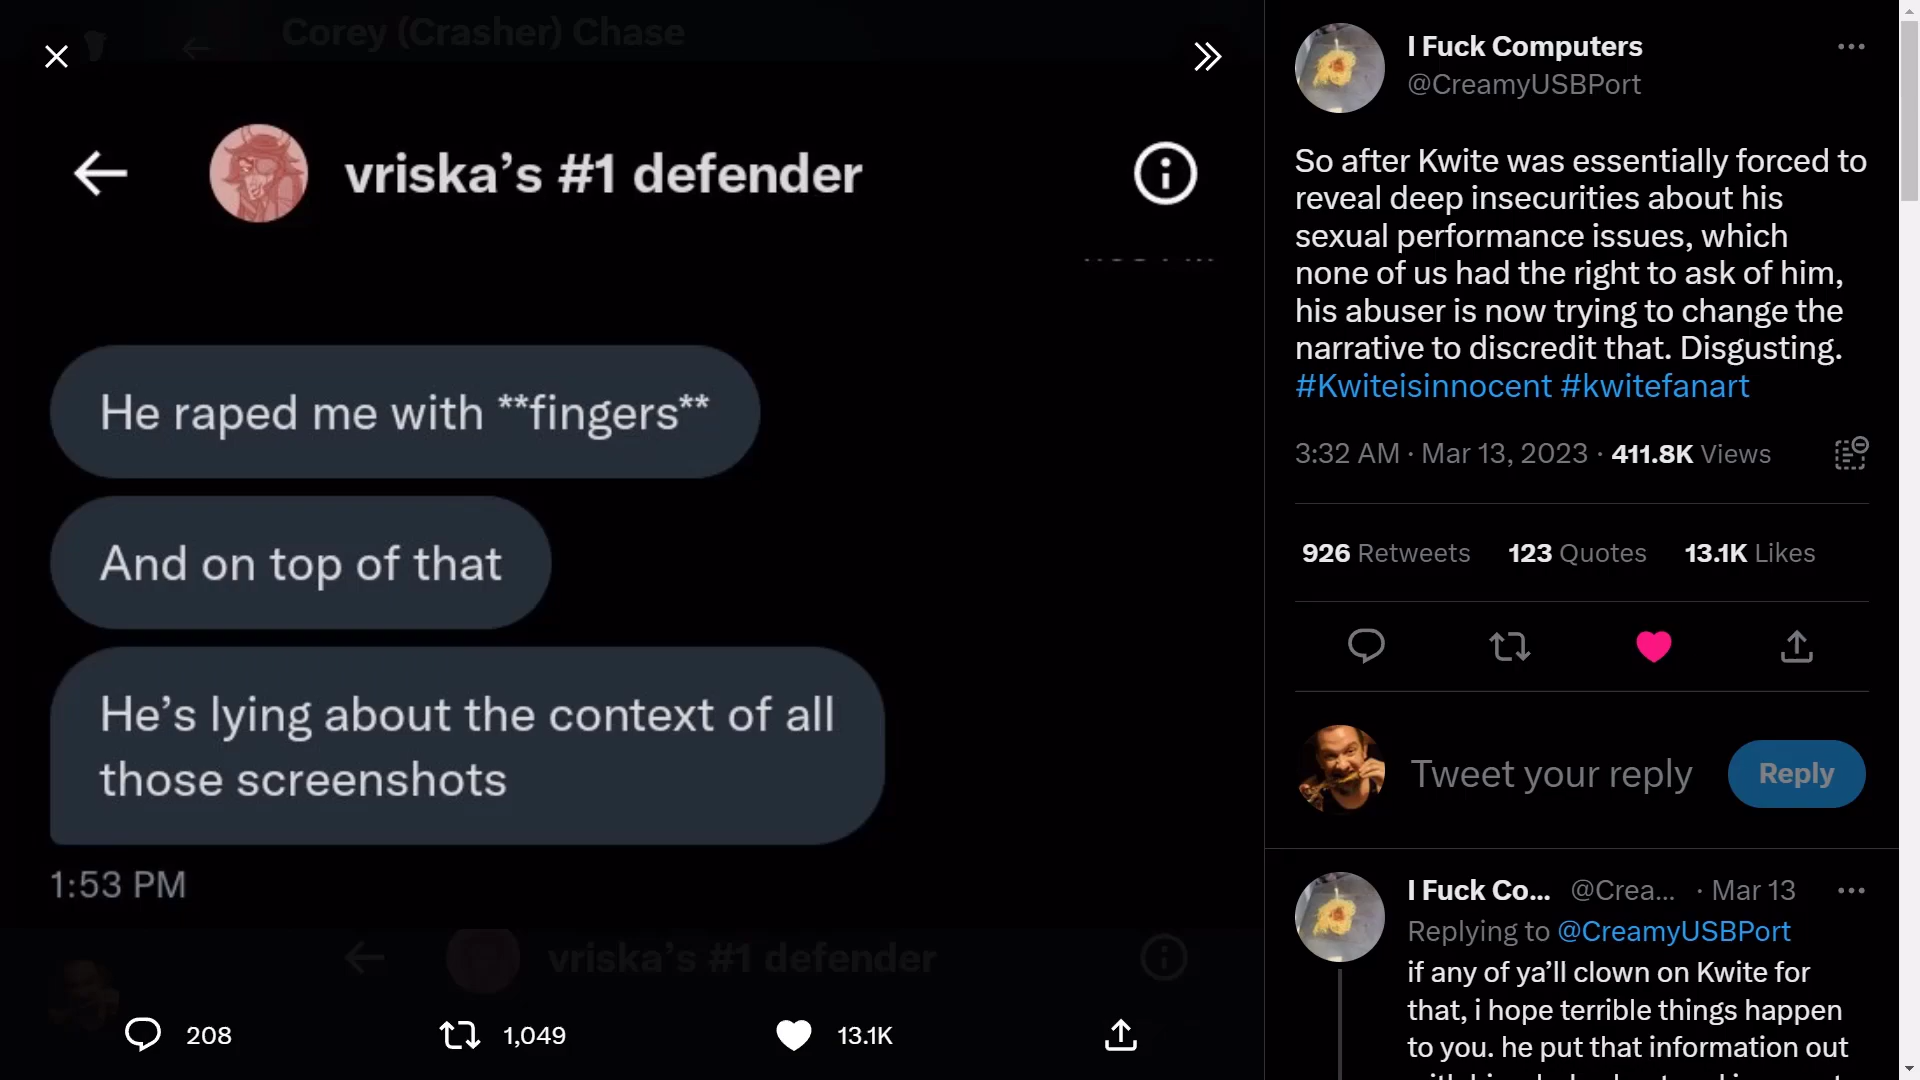 Corey (Crasher) Chase
vriska's #1 defender
He raped me with **fingers**
And on top of that
He's lying about the context of all
those screenshots
1:53 PM
vriska's #1 defender
208
1,049
13.1K
I Fuck Computers
@CreamyUSBPort
So after Kwite was essentially forced to
reveal deep insecurities about his
sexual performance issues, which
none of us had the right to ask of him,
his abuser is now trying to change the
narrative to discredit that. Disgusting.
#Kwiteisinnocent #kwitefanart
3:32 AM · Mar 13, 2023 · 411.8K Views
926 Retweets 123 Quotes 13.1K Likes
Tweet your reply
Reply
I Fuck Co... @Crea... · Mar 13
Replying to @CreamyUSBPort
if any of ya'll clown on Kwite for
that, i hope terrible things happen
to you. he put that information out